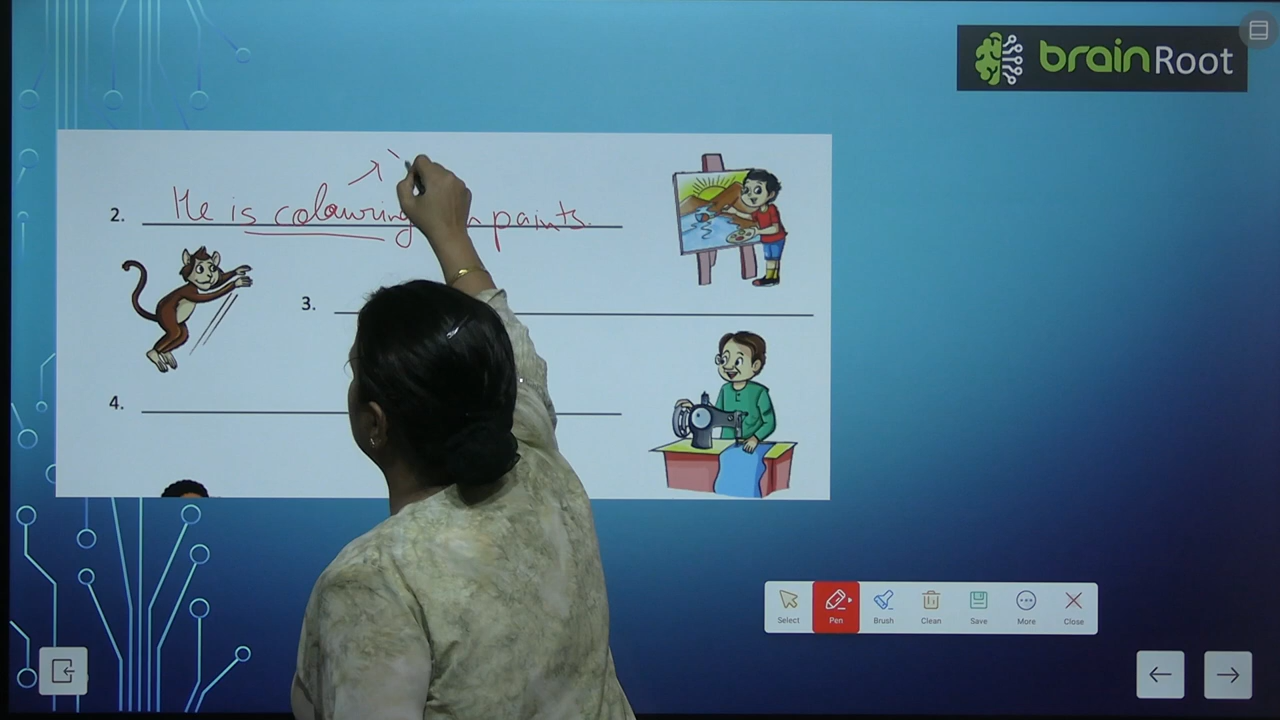 brainRoot
2. He is colouring paints.
3.
4.
Select Pen Brush Clean Save More Close